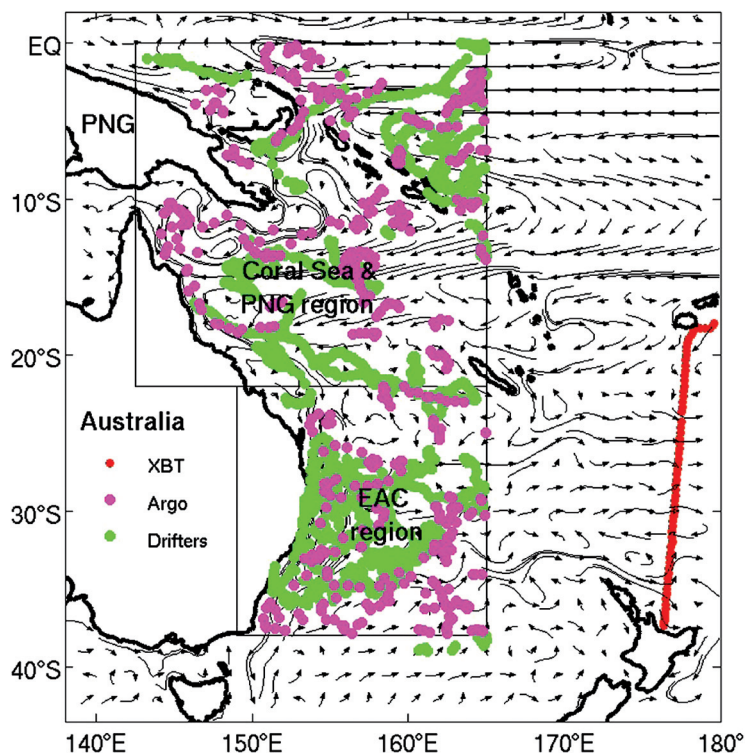 EQ
PNG
10°S
Coral Sea &
PNG region
20°S
Australia
XBT
Argo
Drifters
EAC
region
30°S
40°S
140°E
150°E
160°E
170°E
180°